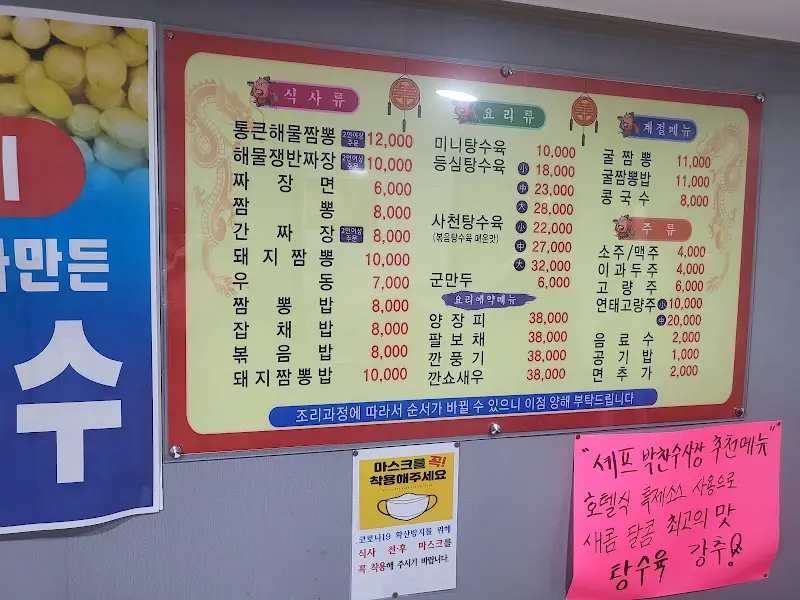 이
만든
수
식사류
통큰해물짬뽕 2인이상 주문 12,000
해물쟁반짜장 2인이상 주문 10,000
짜장면 6,000
짬뽕 8,000
간짜장 2인이상 주문 8,000
돼지짬뽕 10,000
우동 7,000
짬뽕밥 8,000
잡채밥 8,000
볶음밥 8,000
돼지짬뽕밥 10,000
요리류
미니탕수육 10,000
등심탕수육 小 18,000
中 23,000
大 28,000
사천탕수육 小 22,000
(볶음탕수육 매운맛) 中 27,000
大 32,000
군만두 6,000
요리예약메뉴
양장피 38,000
팔보채 38,000
깐풍기 38,000
깐쇼새우 38,000
계절메뉴
굴짬뽕 11,000
굴짬뽕밥 11,000
콩국수 8,000
주류
소주/맥주 4,000
이과두주 4,000
고량주 6,000
연태고량주 小 10,000
中 20,000
음료수 2,000
공기밥 1,000
면추가 2,000
조리과정에 따라서 순서가 바뀔 수 있으니 이점 양해 부탁드립니다
마스크를 꼭!
착용해주세요
코로나19 확산방지를 위해
식사 전·후 마스크를
꼭 착용해 주시기 바랍니다.
"셰프 박찬수사장 추천메뉴"
호텔식 특제소스 사용으로
새콤 달콤 최고의 맛
탕수육 강추!